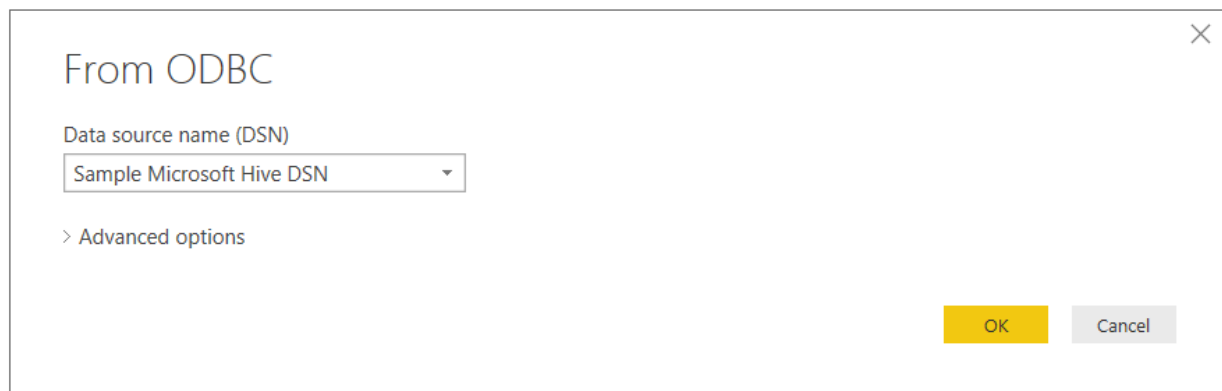 From ODBC
Data source name (DSN)
Sample Microsoft Hive DSN
Advanced options
OK Cancel